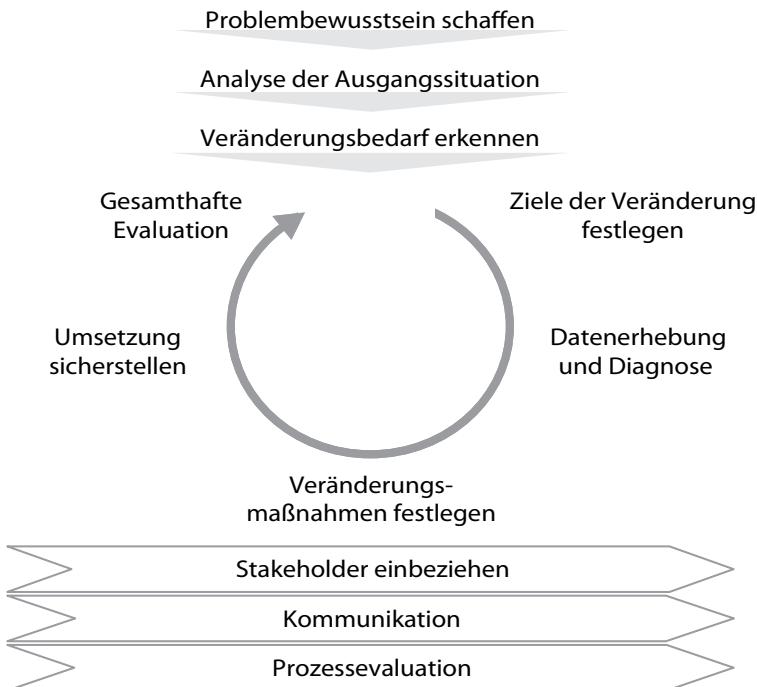 Problembewusstsein schaffen
Analyse der Ausgangssituation
Veränderungsbedarf erkennen
Gesamthafte
Evaluation
Ziele der Veränderung
festlegen
Umsetzung
sicherstellen
Datenerhebung
und Diagnose
Veränderungs-
maßnahmen festlegen
Stakeholder einbeziehen
Kommunikation
Prozessevaluation